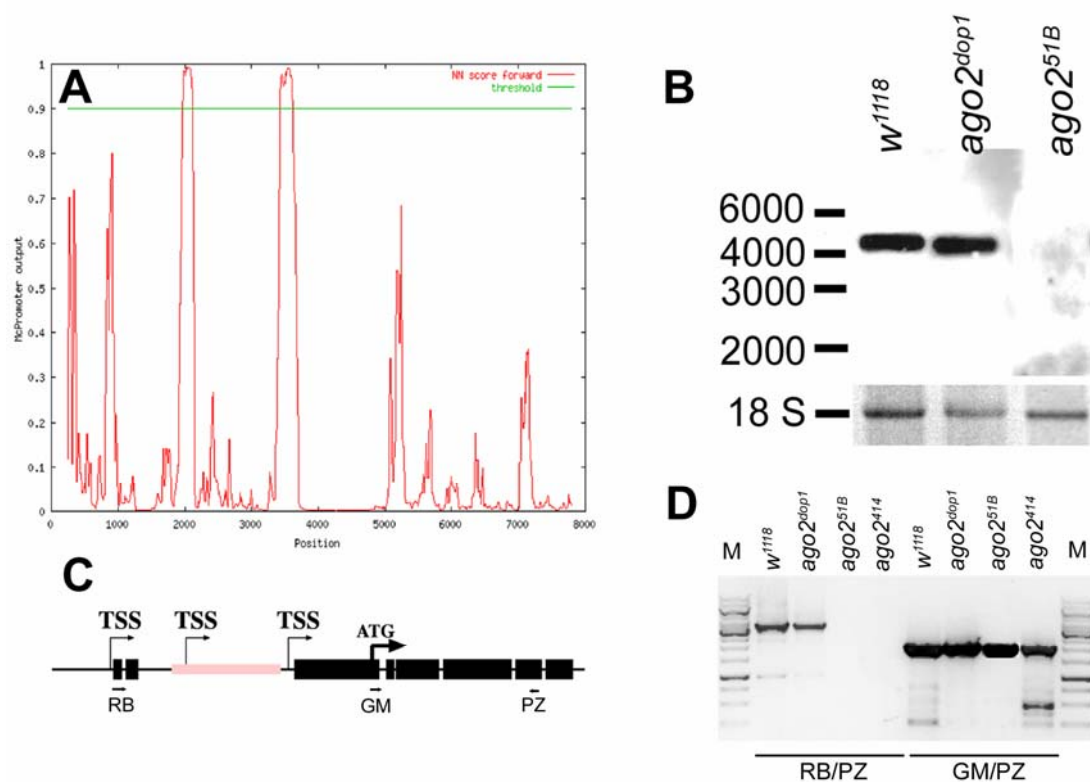 A
NN score forward
threshold
1
0.9
0.8
0.7
0.6
0.5
0.4
0.3
0.2
0.1
0
McPromoter output
0 1000 2000 3000 4000 5000 6000 7000 8000
Position
B
w1118
ago2dop1
ago251B
6000
4000
3000
2000
18 S
C
TSS TSS TSS ATG
RB GM PZ
D
M w1118 ago2dop1 ago251B ago2414 w1118 ago2dop1 ago251B ago2414 M
RB/PZ GM/PZ